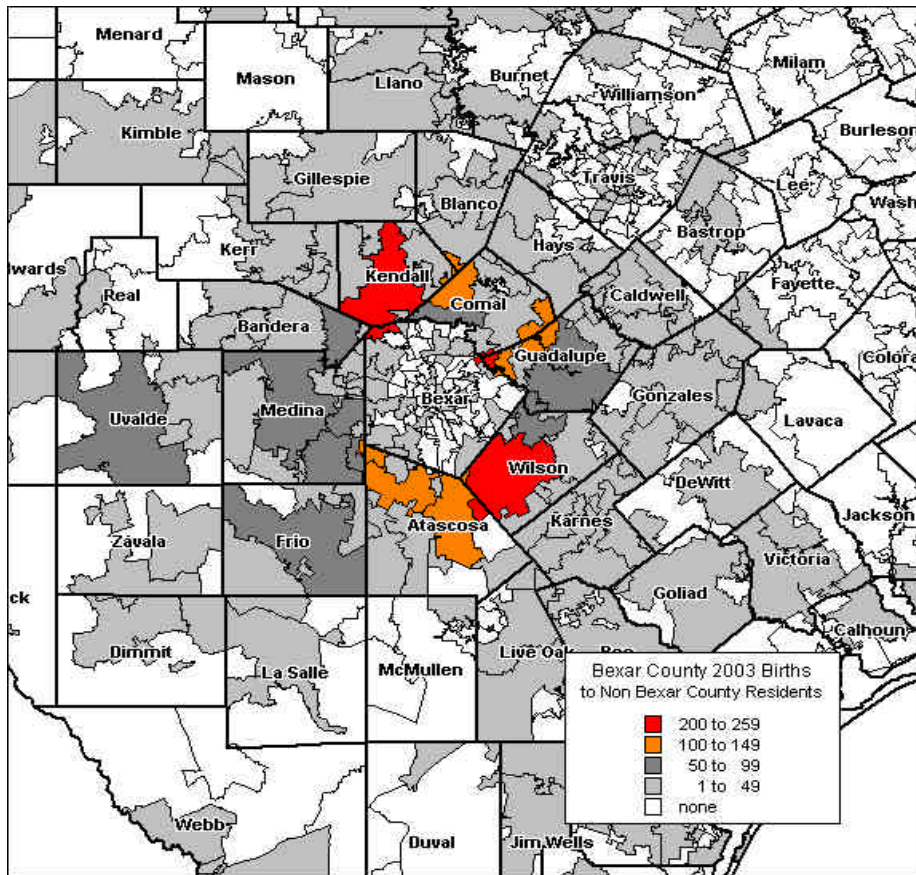 Menard
Mason
Llano
Burnet
Milam
Williamson
Kimble
Burleson
Gillespie
Travis
Lee
Blanco
Wash
Bastrop
Kerr
Hays
Kendall
dwards
Real
Comal
Caldwell
Fayette
Bandera
Guadalupe
Colora
Uvalde
Medina
Bexar
Gonzales
Lavaca
Wilson
DeWitt
Jackson
Zavala
Frio
Atascosa
Karnes
Victoria
Goliad
ck
Calhoun
Dimmit
La Salle
McMullen
Live Oak
Bexar County 2003 Births
to Non Bexar County Residents
200 to 259
100 to 149
50 to 99
1 to 49
none
Webb
Duval
Jim Wells